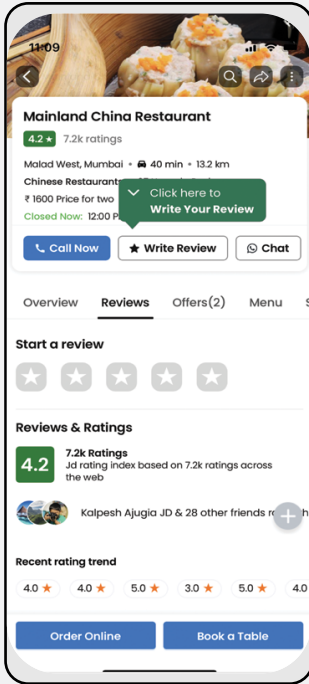 11:09
Mainland China Restaurant
4.2 ★ 7.2k ratings
Malad West, Mumbai • 40 min • 13.2 km
Chinese Restaurants
₹ 1600 Price for two
Closed Now: 12:00
Click here to
Write Your Review
Call Now
★ Write Review
Chat
Overview Reviews Offers(2) Menu
Start a review
Reviews & Ratings
4.2
7.2k Ratings
Jd rating index based on 7.2k ratings across
the web
Kalpesh Ajugia JD & 28 other friends
Recent rating trend
4.0 ★ 4.0 ★ 5.0 ★ 3.0 ★ 5.0 ★ 4.0
Order Online
Book a Table